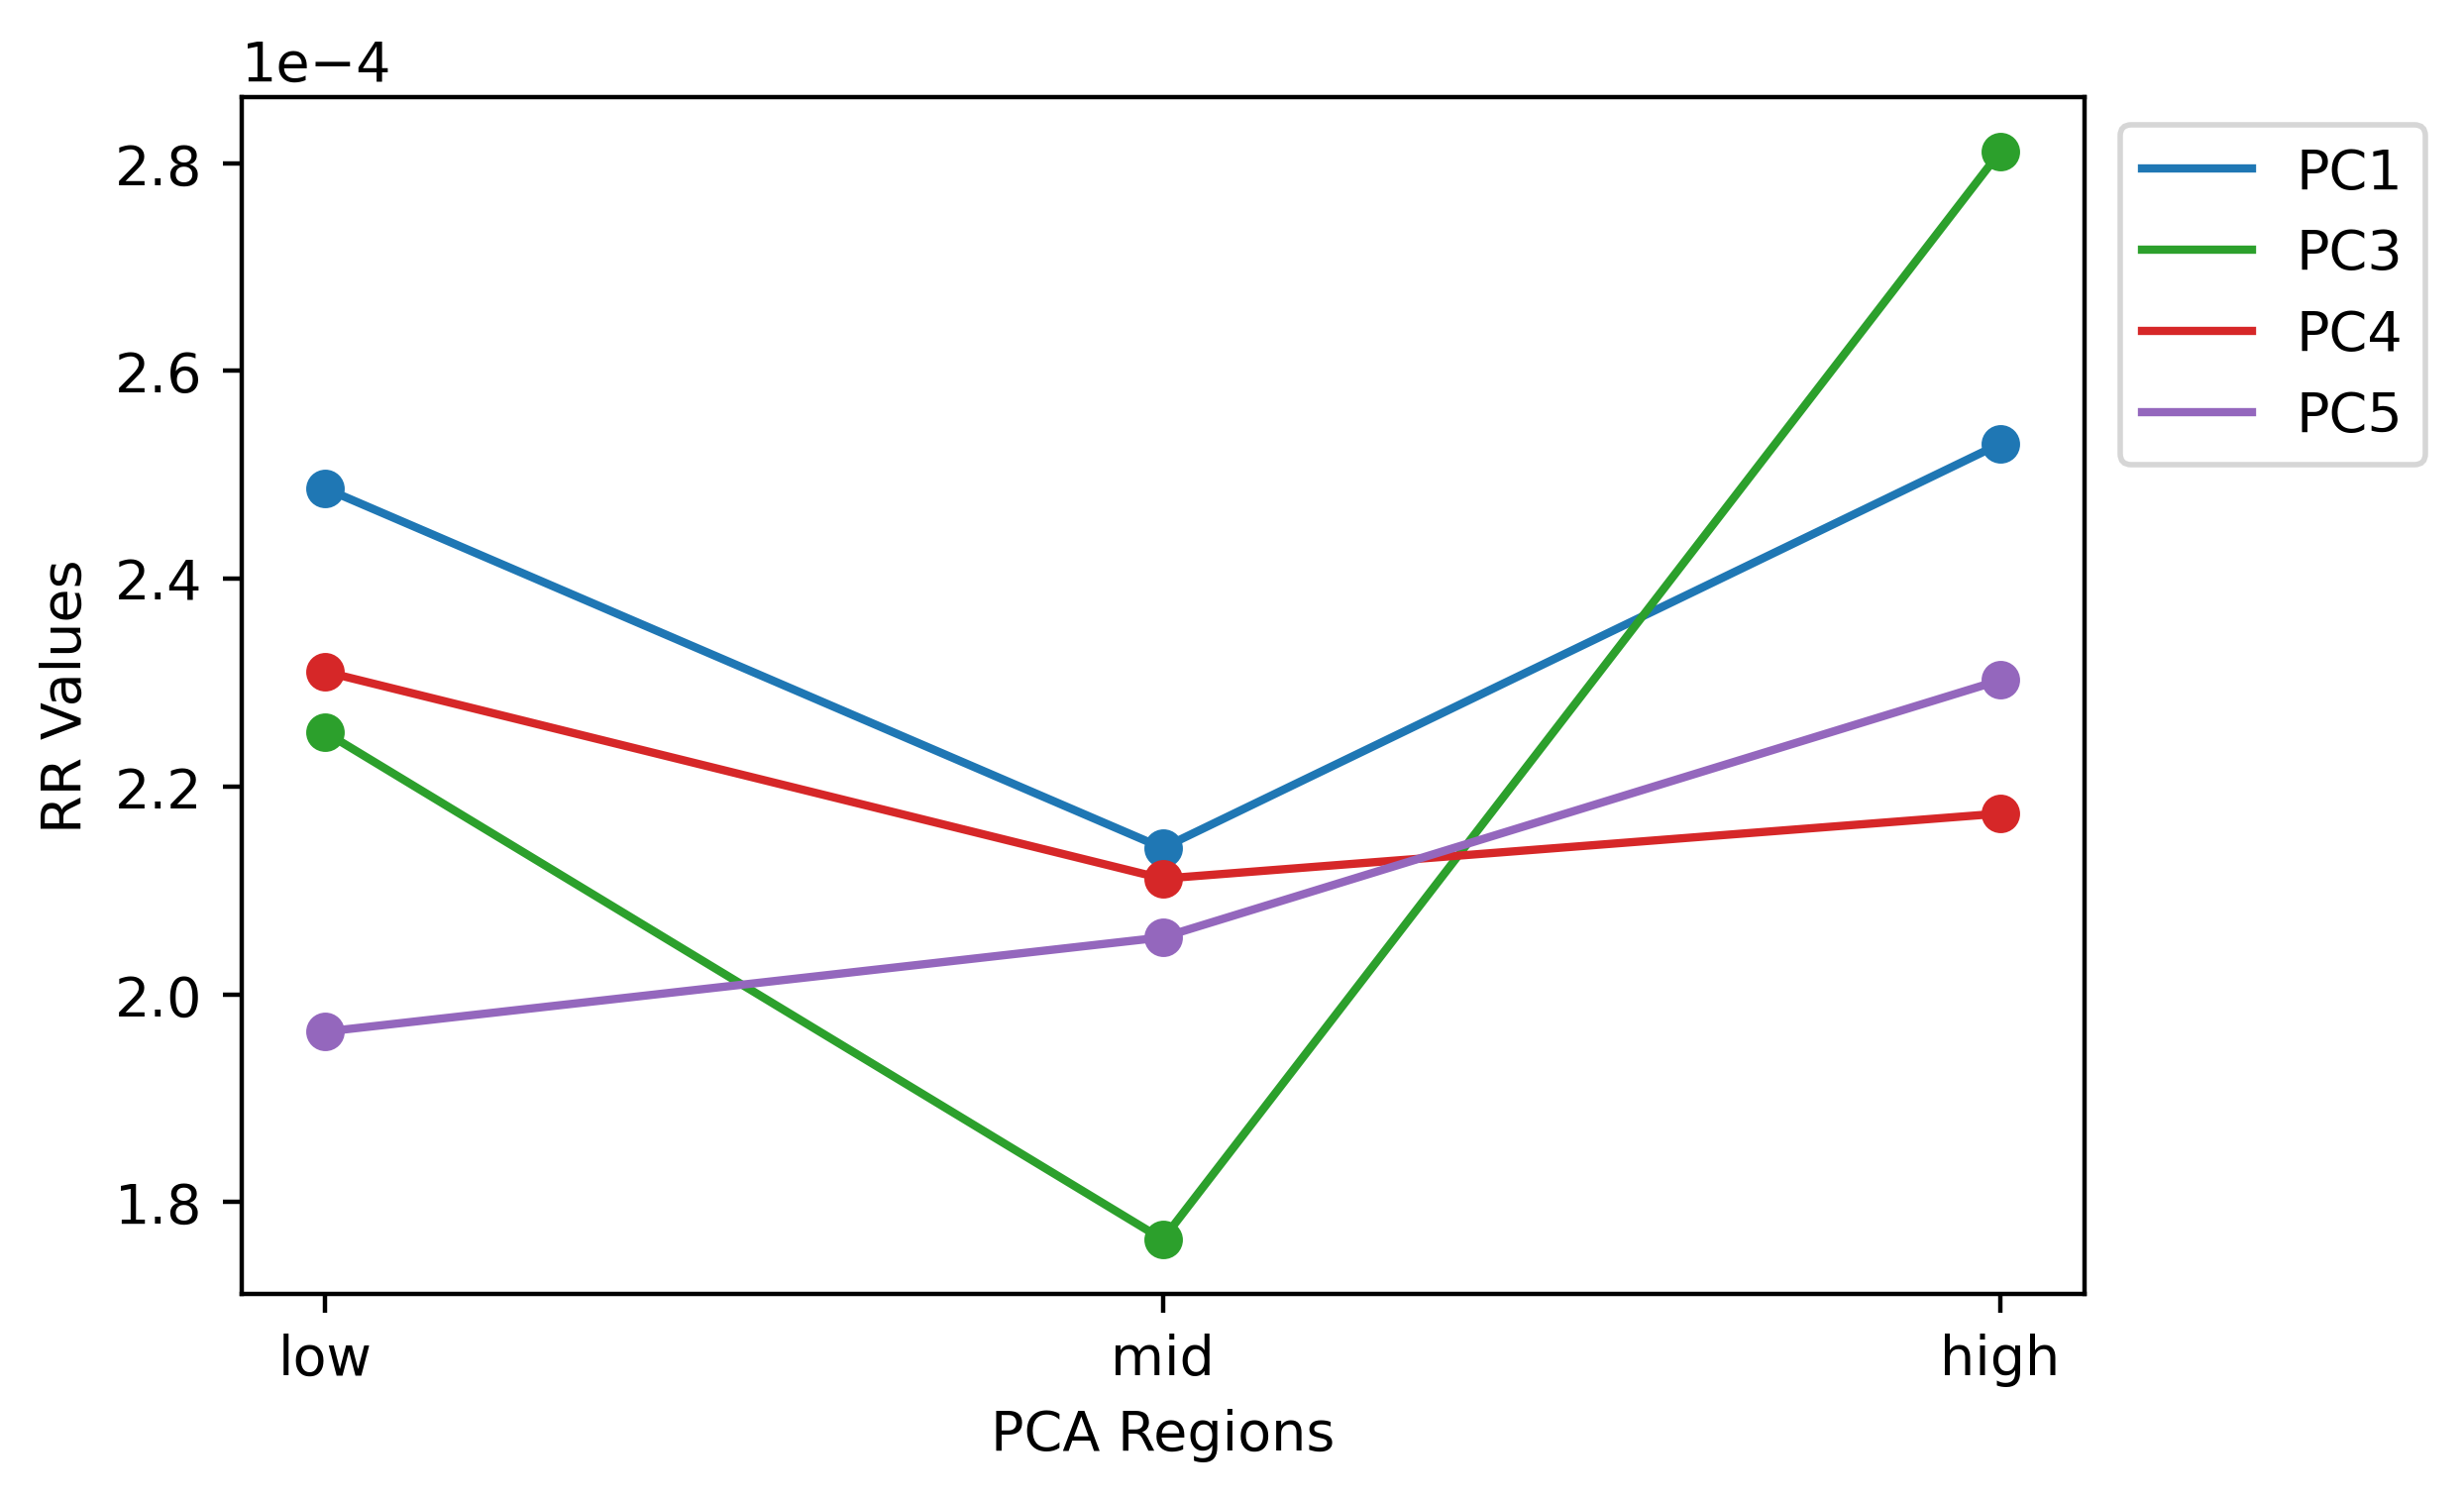 1e−4
2.8
2.6
2.4
2.2
2.0
1.8
RR Values
low
mid
high
PCA Regions
PC1
PC3
PC4
PC5